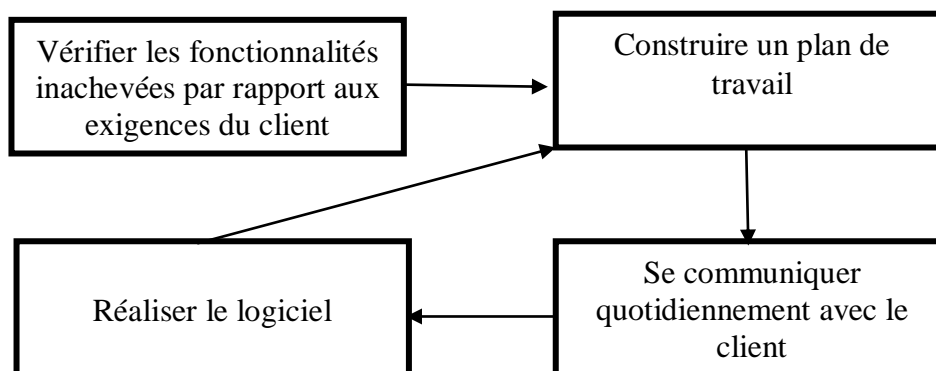 Vérifier les fonctionnalités
inachevées par rapport aux
exigences du client
Construire un plan de
travail
Se communiquer
quotidiennement avec le
client
Réaliser le logiciel